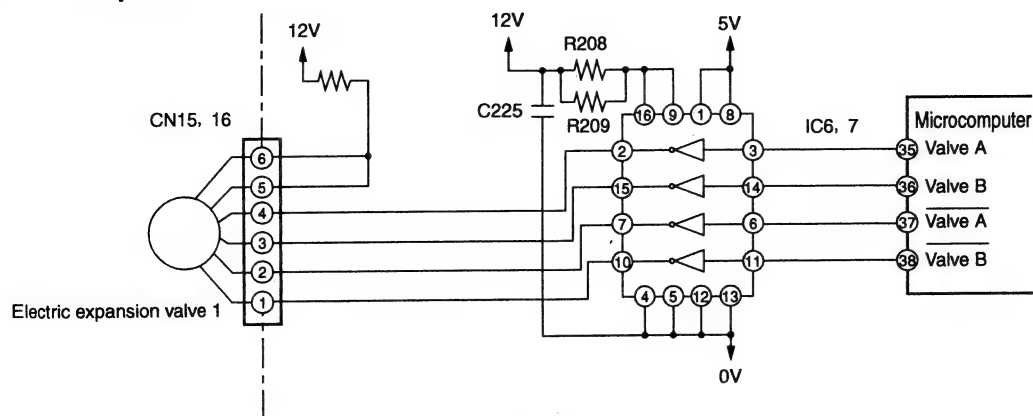 12V
12V
5V
R208
R209
C225
CN15, 16
16
9
1
8
IC6, 7
Microcomputer
6
5
4
3
2
1
2
3
35 Valve A
15
14
36 Valve B
7
6
37 Valve A
10
11
38 Valve B
4
5
12
13
Electric expansion valve 1
0V